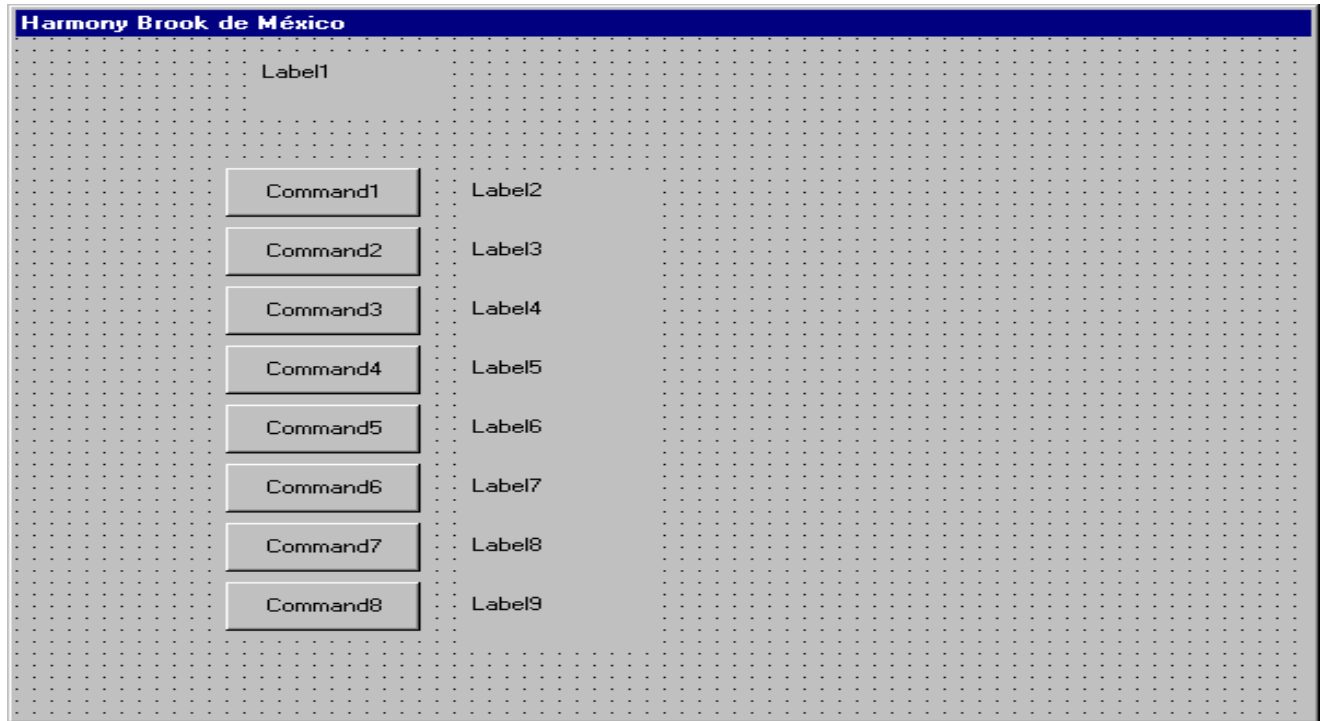 Harmony Brook de México
Label1
Command1 Label2
Command2 Label3
Command3 Label4
Command4 Label5
Command5 Label6
Command6 Label7
Command7 Label8
Command8 Label9